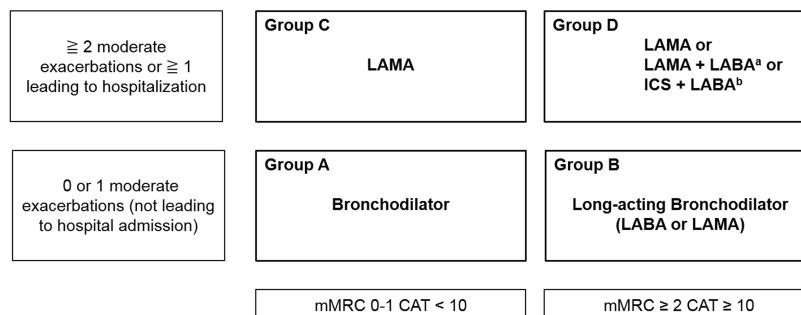 ≧ 2 moderate
exacerbations or ≧ 1
leading to hospitalization
Group C
LAMA
Group D
LAMA or
LAMA + LABAᵃ or
ICS + LABAᵇ
0 or 1 moderate
exacerbations (not leading
to hospital admission)
Group A
Bronchodilator
Group B
Long-acting Bronchodilator
(LABA or LAMA)
mMRC 0-1 CAT < 10
mMRC ≥ 2 CAT ≥ 10